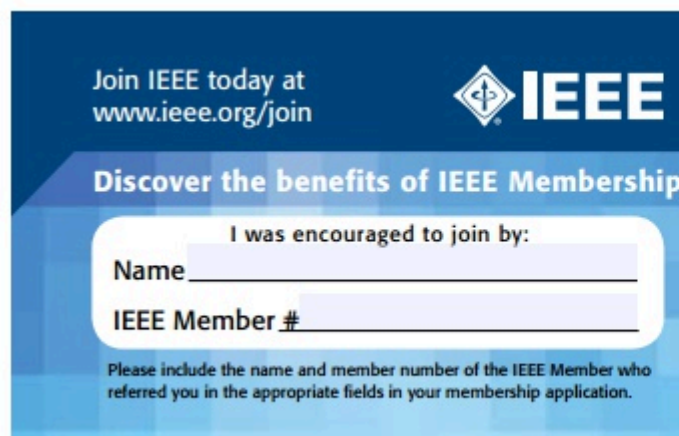 Join IEEE today at
www.ieee.org/join
IEEE
Discover the benefits of IEEE Membership
I was encouraged to join by:
Name
IEEE Member #
Please include the name and member number of the IEEE Member who
referred you in the appropriate fields in your membership application.